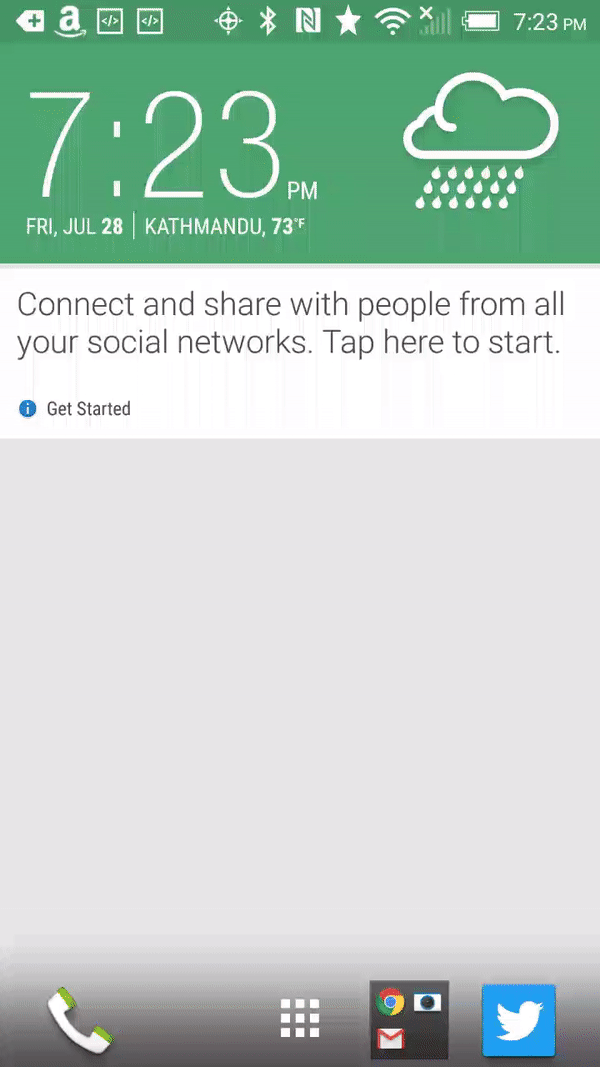 7:23 PM
7:23 PM
FRI, JUL 28 KATHMANDU, 73°F
Connect and share with people from all
your social networks. Tap here to start.
Get Started